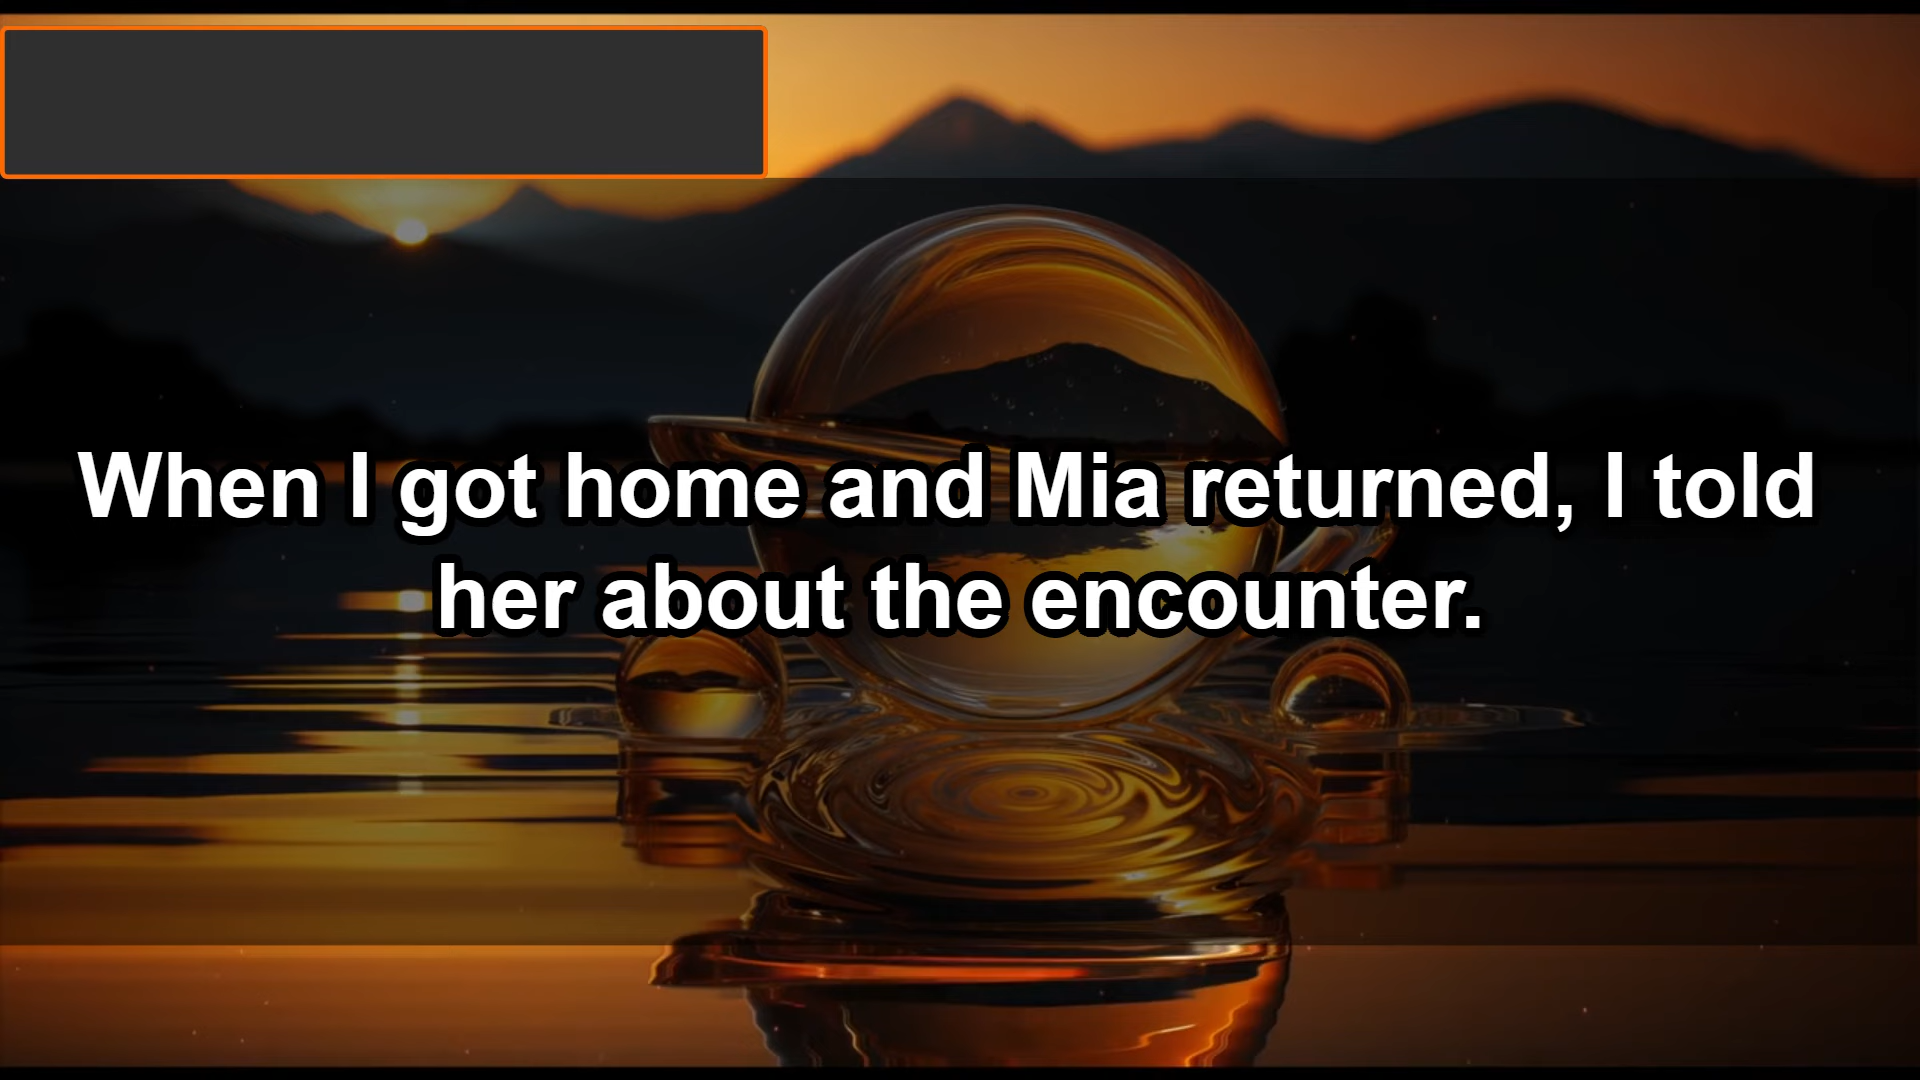 When I got home and Mia returned, I told
her about the encounter.